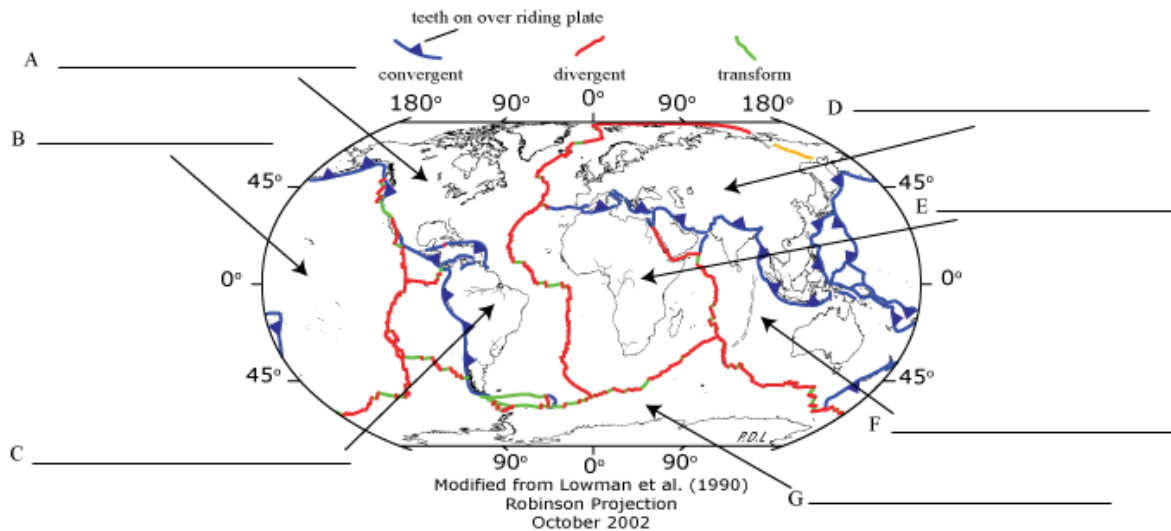 teeth on over riding plate
convergent divergent transform
A
B
C
D
E
F
G
180° 90° 0° 90° 180°
45° 45°
0° 0°
45° 45°
90° 0° 90°
P.D.L
Modified from Lowman et al. (1990)
Robinson Projection
October 2002